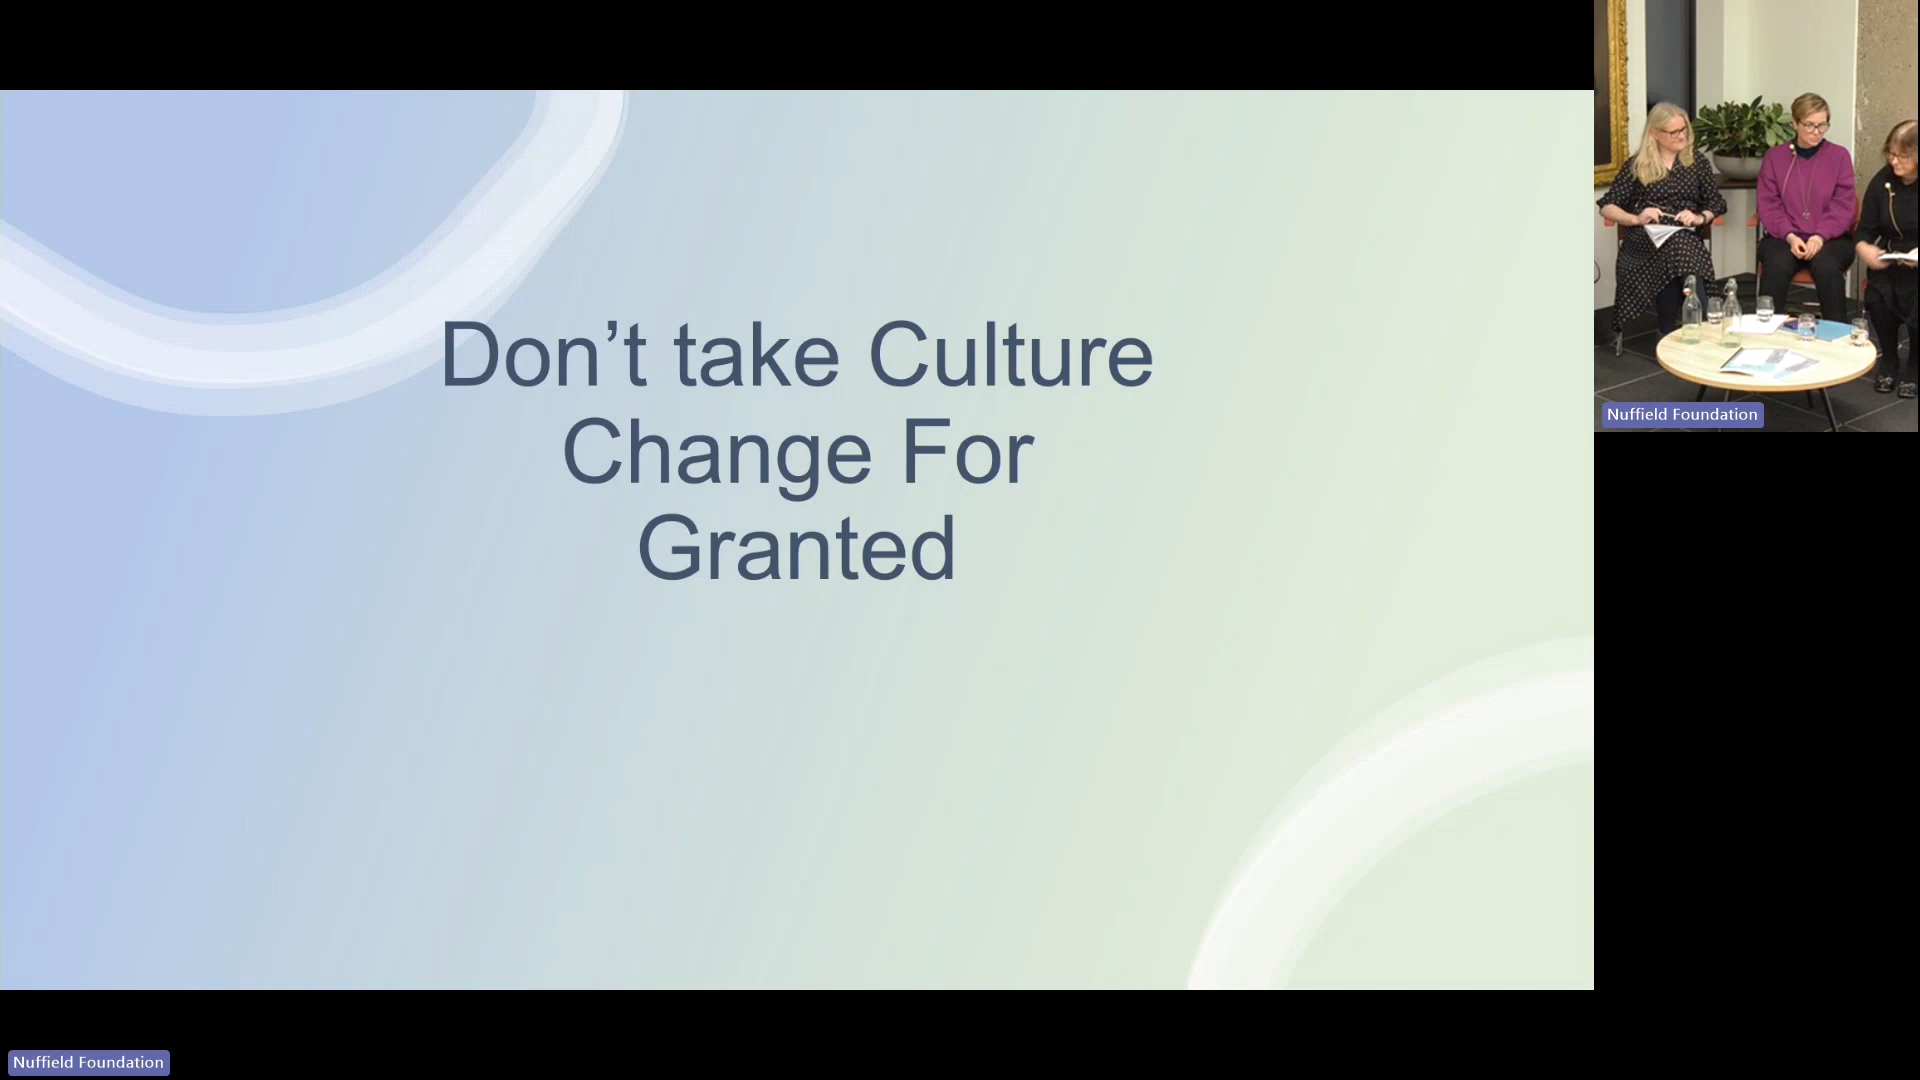 Don’t take Culture
Change For
Granted
Nuffield Foundation
Nuffield Foundation